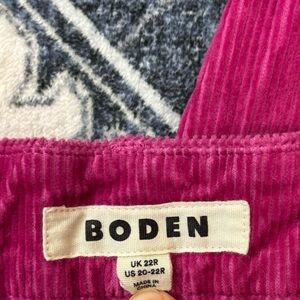 BODEN
UK 22R
US 20-22R
MADE IN
CHINA